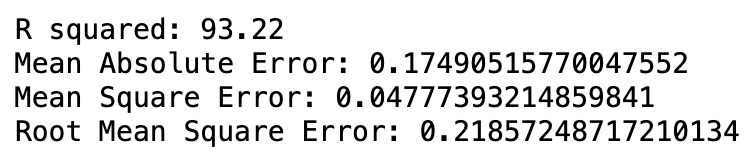 R squared: 93.22
Mean Absolute Error: 0.17490515770047552
Mean Square Error: 0.04777393214859841
Root Mean Square Error: 0.21857248717210134